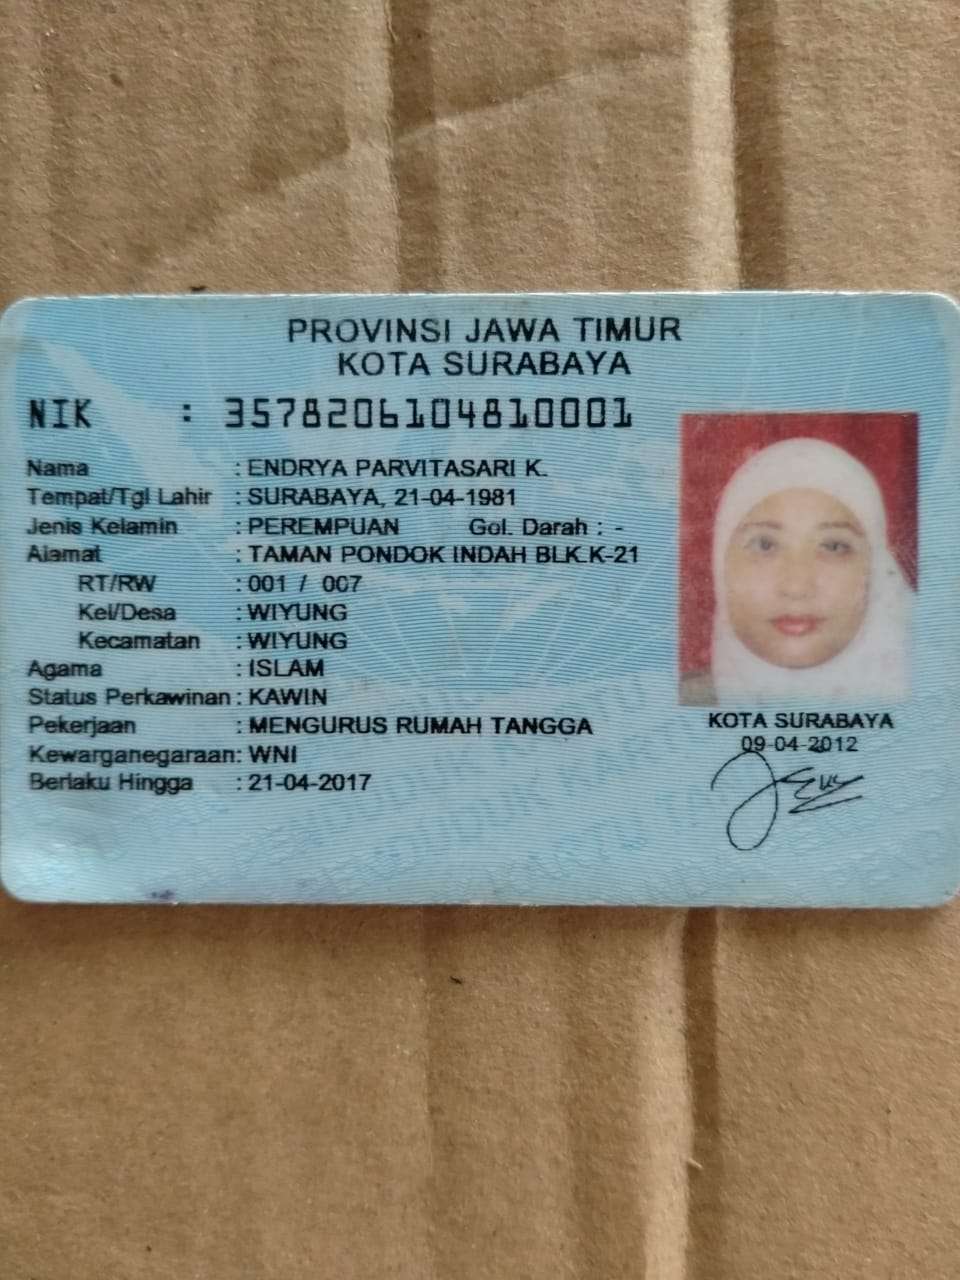 PROVINSI JAWA TIMUR
KOTA SURABAYA
NIK : 3578206104810001
Nama : ENDRYA PARVITASARI K.
Tempat/Tgl Lahir : SURABAYA, 21-04-1981
Jenis Kelamin : PEREMPUAN Gol. Darah : -
Alamat : TAMAN PONDOK INDAH BLK.K-21
RT/RW : 001 / 007
Kel/Desa : WIYUNG
Kecamatan : WIYUNG
Agama : ISLAM
Status Perkawinan : KAWIN
Pekerjaan : MENGURUS RUMAH TANGGA
Kewarganegaraan: WNI
Berlaku Hingga : 21-04-2017
KOTA SURABAYA
09-04-2012